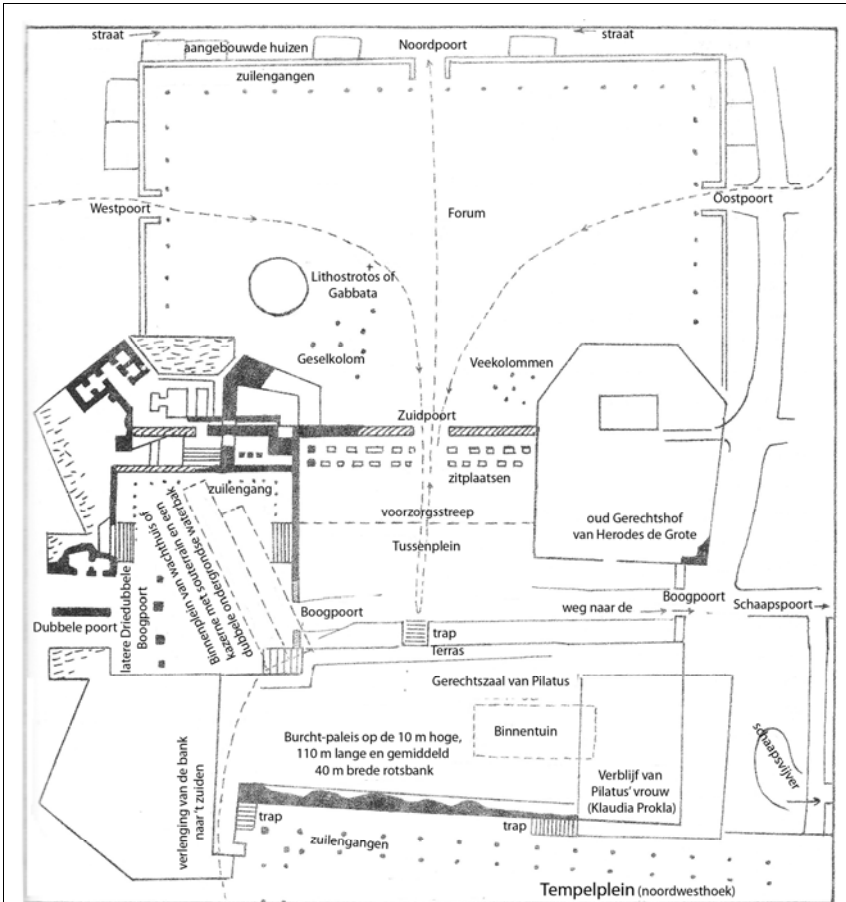 straat
aangebouwde huizen
Noordpoort
straat
zuilengangen
Westpoort
Oostpoort
Forum
Lithostrotos of
Gabbata
Geselkolom
Veekolommen
Zuidpoort
zitplaatsen
zuilengang
voorzorgsstreep
Tussenplein
oud Gerechtshof
van Herodes de Grote
Binnenplein van wachthuis of
kazerne met souterrain en een
dubbele ondergrondse waterbak
latere Driedubbele
Boogpoort
Dubbele poort
Boogpoort
Boogpoort
weg naar de
Schaapspoort
trap
Terras
Gerechtszaal van Pilatus
Binnentuin
Burcht-paleis op de 10 m hoge,
110 m lange en gemiddeld
40 m brede rotsbank
Verblijf van
Pilatus' vrouw
(Klaudia Prokla)
schaapsvijver
verlenging van de bank
naar 't zuiden
trap
trap
zuilengangen
Tempelplein (noordwesthoek)